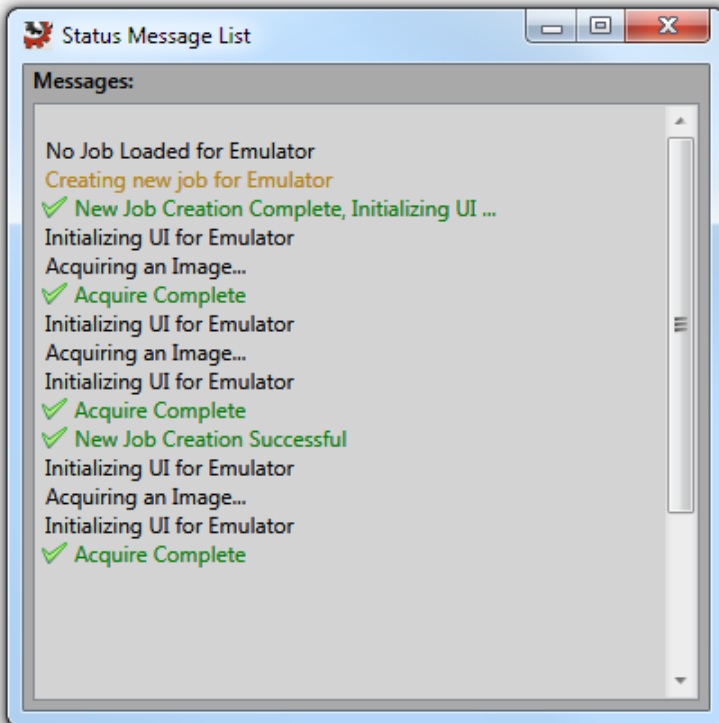 Status Message List
Messages:
No Job Loaded for Emulator
Creating new job for Emulator
New Job Creation Complete, Initializing UI ...
Initializing UI for Emulator
Acquiring an Image...
Acquire Complete
Initializing UI for Emulator
Acquiring an Image...
Initializing UI for Emulator
Acquire Complete
New Job Creation Successful
Initializing UI for Emulator
Acquiring an Image...
Initializing UI for Emulator
Acquire Complete